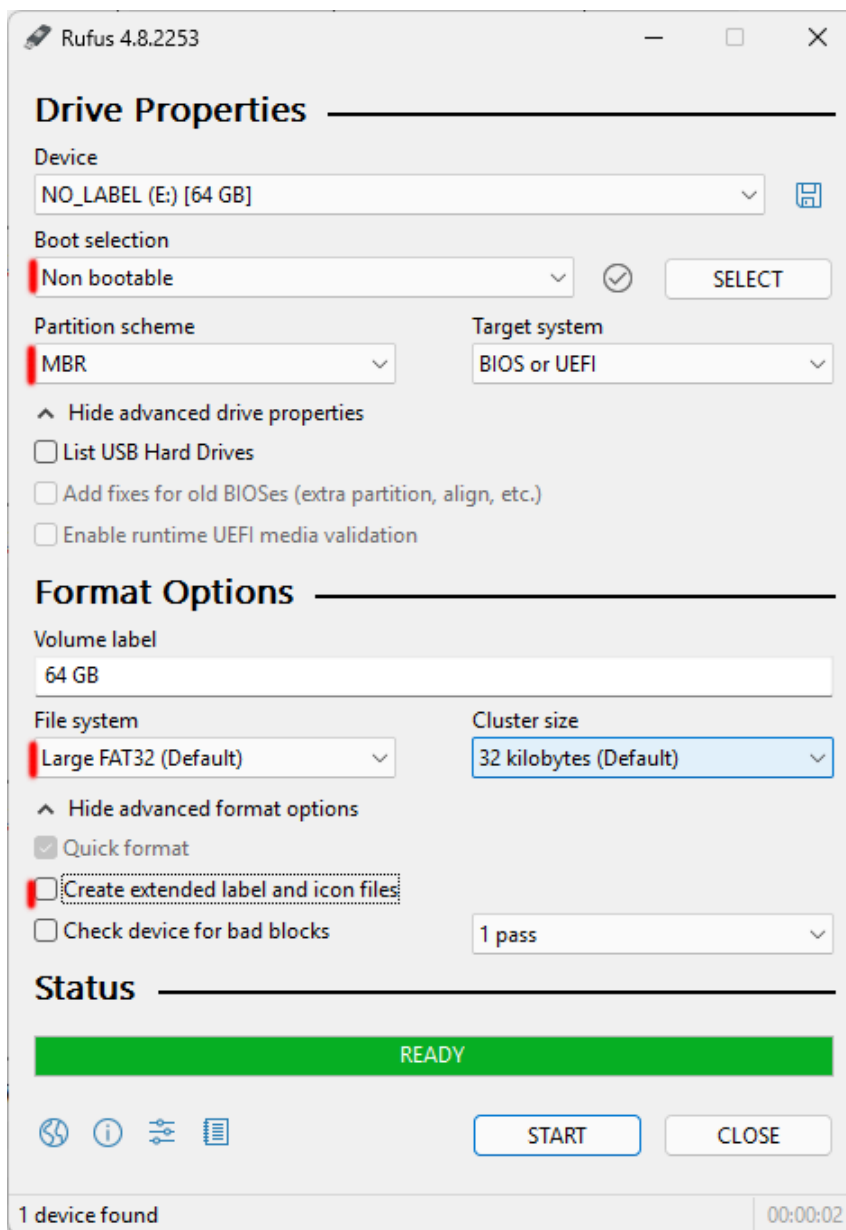 Rufus 4.8.2253
Drive Properties
Device
NO_LABEL (E:) [64 GB]
Boot selection
Non bootable
SELECT
Partition scheme
Target system
MBR
BIOS or UEFI
Hide advanced drive properties
List USB Hard Drives
Add fixes for old BIOSes (extra partition, align, etc.)
Enable runtime UEFI media validation
Format Options
Volume label
64 GB
File system
Cluster size
Large FAT32 (Default)
32 kilobytes (Default)
Hide advanced format options
Quick format
Create extended label and icon files
Check device for bad blocks
1 pass
Status
READY
START
CLOSE
1 device found
00:00:02